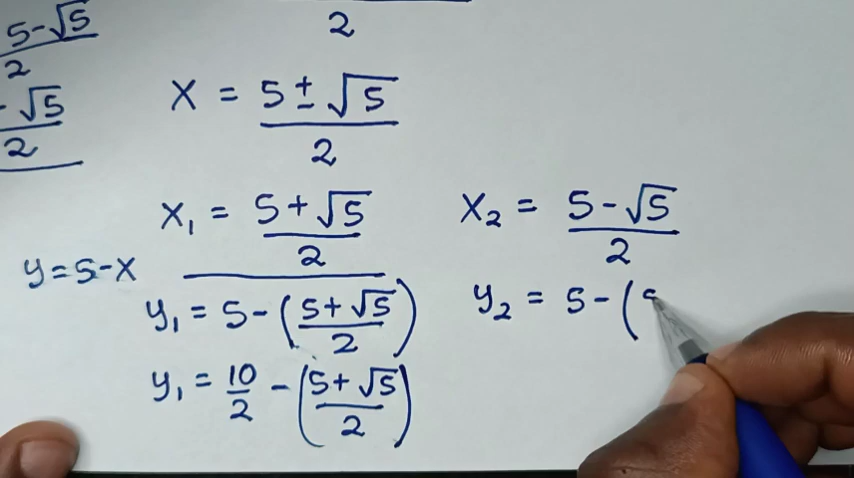 5-√5
2
2
-√5
2
X = 5±√5
2
X₁ = 5+√5
2
X₂ = 5-√5
2
y=5-X
y₁ = 5-(5+√5)
2
y₂ = 5-(5
y₁ = 10/2 -(5+√5)
2